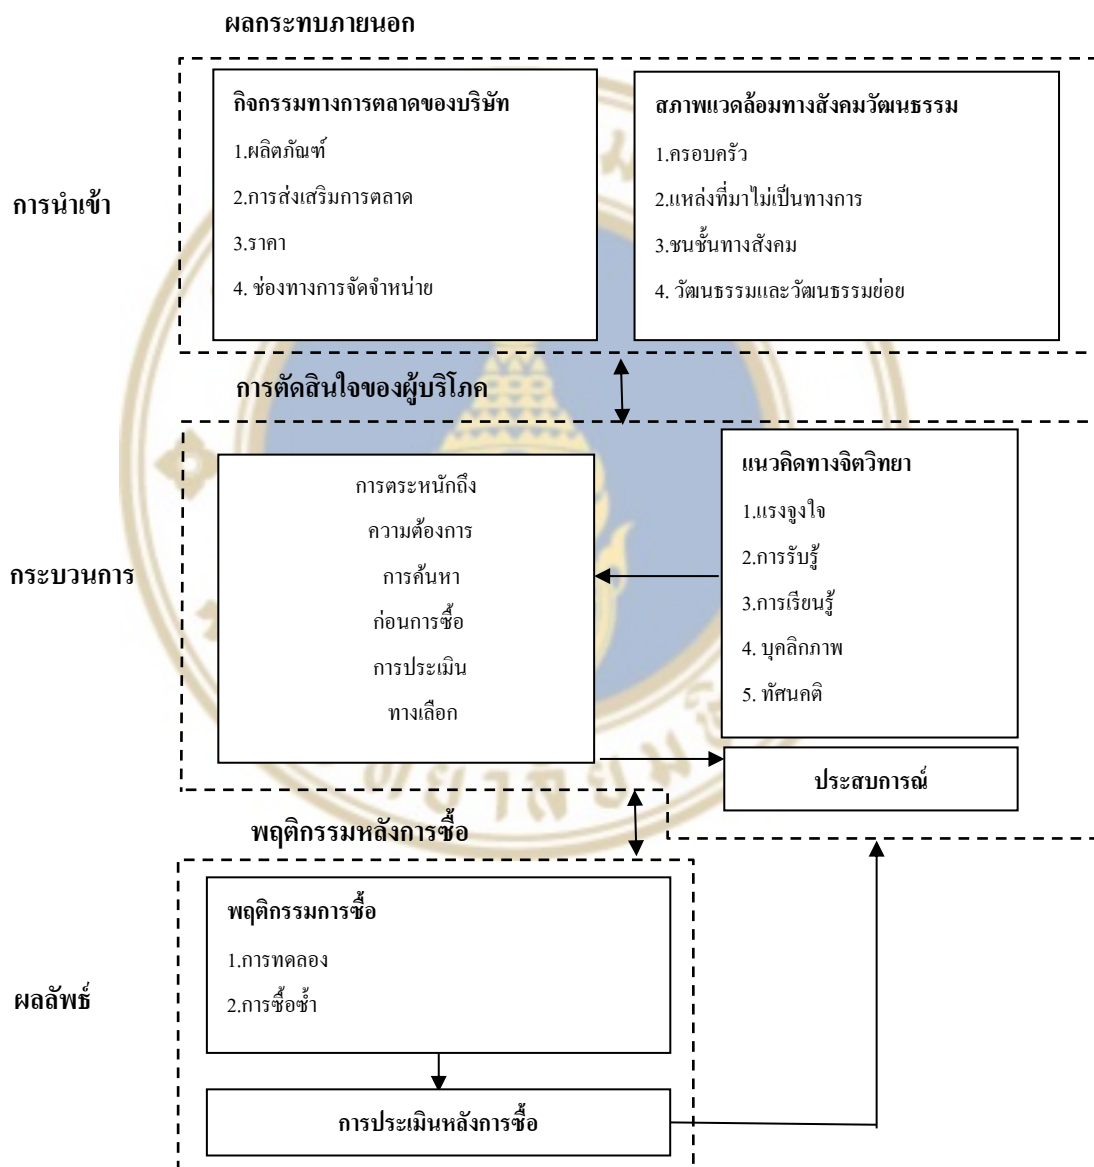 ผลกระทบภายนอก
กิจกรรมทางการตลาดของบริษัท
1.ผลิตภัณฑ์
2.การส่งเสริมการตลาด
3.ราคา
4. ช่องทางการจัดจำหน่าย
สภาพแวดล้อมทางสังคมวัฒนธรรม
1.ครอบครัว
2.แหล่งที่มาไม่เป็นทางการ
3.ชนชั้นทางสังคม
4. วัฒนธรรมและวัฒนธรรมย่อย
การนำเข้า
การตัดสินใจของผู้บริโภค
การตระหนักถึง
ความต้องการ
การค้นหา
ก่อนการซื้อ
การประเมิน
ทางเลือก
แนวคิดทางจิตวิทยา
1.แรงจูงใจ
2.การรับรู้
3.การเรียนรู้
4. บุคลิกภาพ
5. ทัศนคติ
กระบวนการ
ประสบการณ์
พฤติกรรมหลังการซื้อ
พฤติกรรมการซื้อ
1.การทดลอง
2.การซื้อซ้ำ
ผลลัพธ์
การประเมินหลังการซื้อ